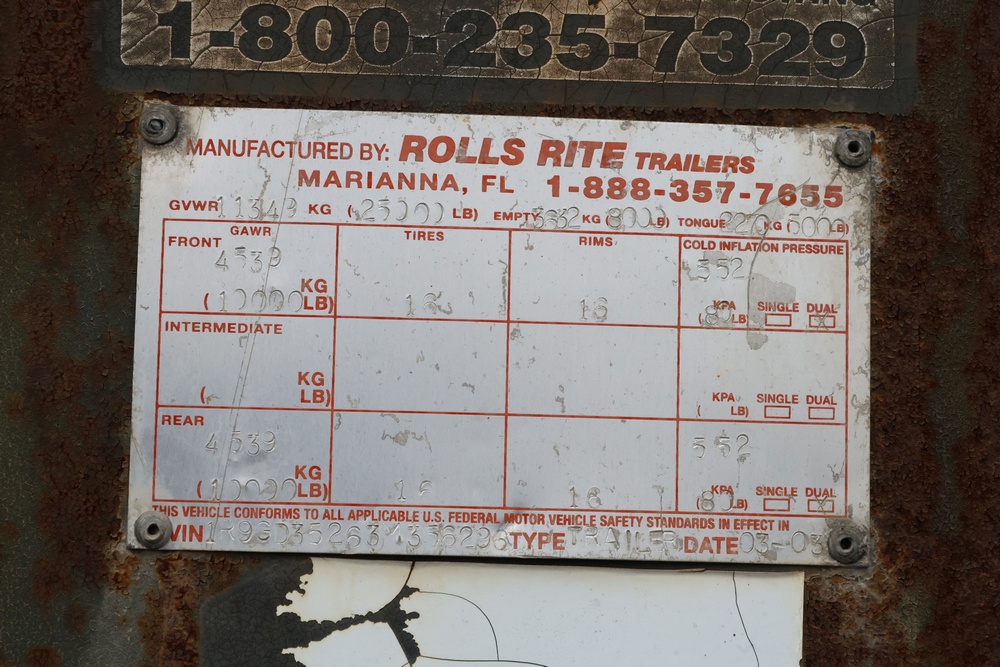 1-800-235-7329
MANUFACTURED BY: ROLLS RITE TRAILERS
MARIANNA, FL 1-888-357-7655
GVWR 11349 KG (25000 LB) EMPTY KG LB) TONGUE KG (500 LB)
GAWR TIRES RIMS COLD INFLATION PRESSURE
FRONT
4539 552
KG
(10000 LB) 16 16 KPA SINGLE DUAL
(80 LB) X
INTERMEDIATE
KG
( LB) KPA SINGLE DUAL
( LB)
REAR
4539 552
KG
(10000 LB) 16 16 KPA SINGLE DUAL
(80 LB) X
THIS VEHICLE CONFORMS TO ALL APPLICABLE U.S. FEDERAL MOTOR VEHICLE SAFETY STANDARDS IN EFFECT IN
VIN TYPE TRAILER DATE 03-03